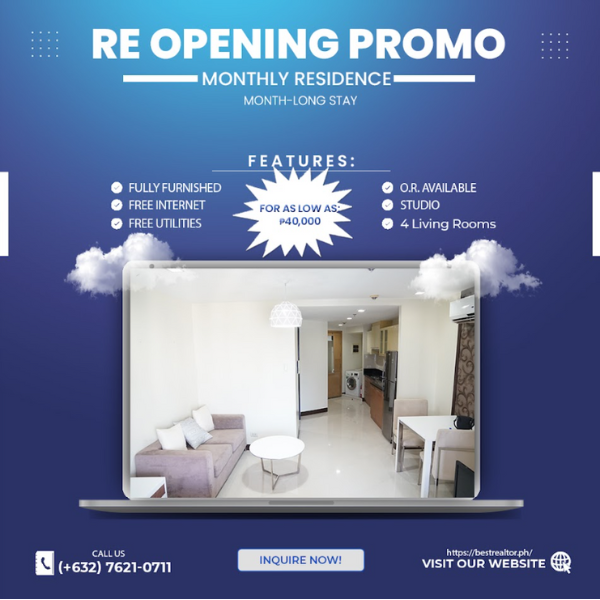 RE OPENING PROMO
MONTHLY RESIDENCE
MONTH-LONG STAY
FEATURES:
FULLY FURNISHED
FREE INTERNET
FREE UTILITIES
FOR AS LOW AS:
₱40,000
O.R. AVAILABLE
STUDIO
4 Living Rooms
CALL US
(+632) 7621-0711
INQUIRE NOW!
https://bestrealtor.ph/
VISIT OUR WEBSITE